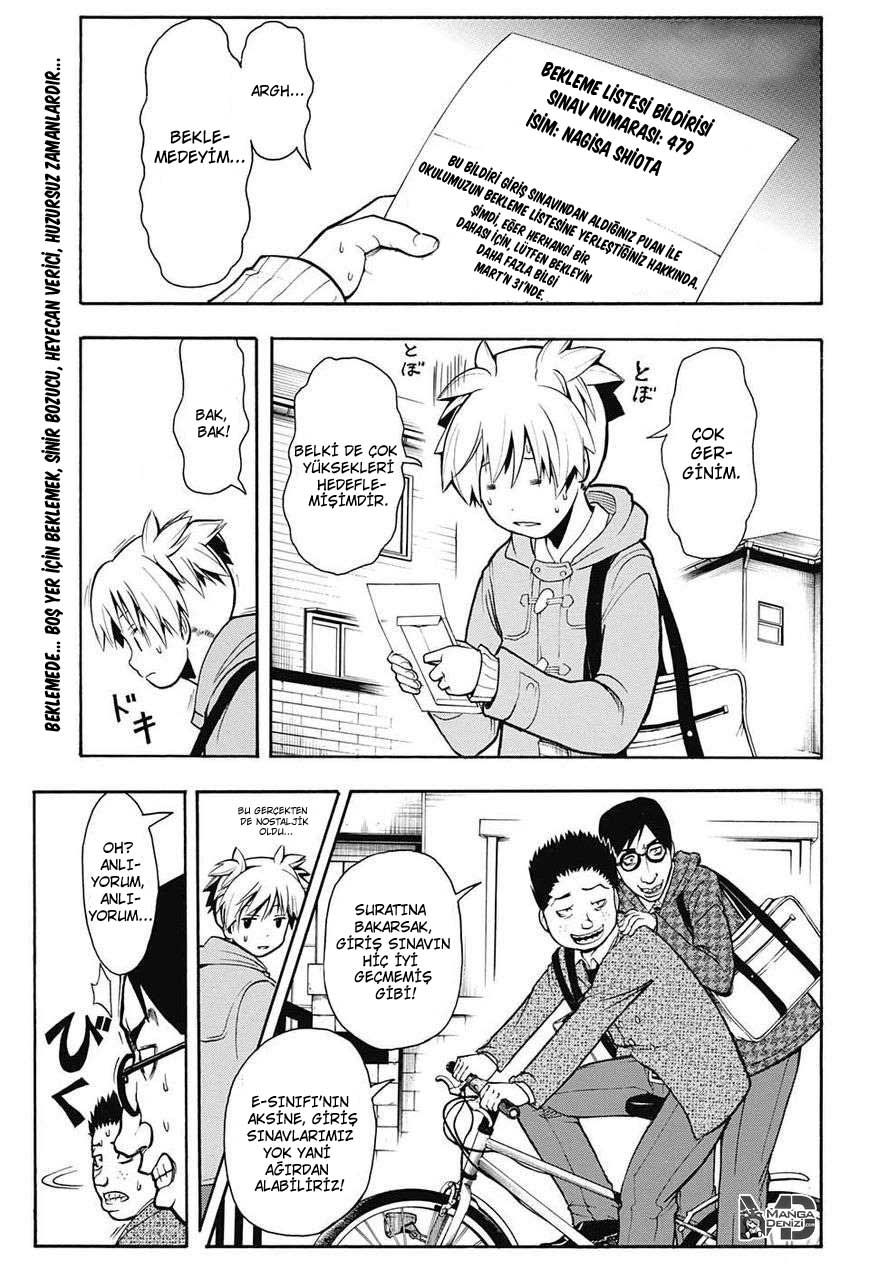 BEKLEMEDE... BOŞ YER İÇİN BEKLEMEK, SİNİR BOZUCU, HEYECAN VERİCİ, HUZURSUZ ZAMANLARDIR...
BEKLEME LİSTESİ BİLDİRİSİ
SINAV NUMARASI: 479
İSİM: NAGISA SHIOTA
BU BİLDİRİ GİRİŞ SINAVINDAN ALDIĞINIZ PUAN İLE
OKULUMUZUN BEKLEME LİSTESİNE YERLEŞTİĞİNİZ HAKKINDA.
ŞİMDİ, EĞER HERHANGİ BİR
DAHASI İÇİN, LÜTFEN BEKLEYİN
DAHA FAZLA BİLGİ
MART'N 31'NDE.
ARGH...
BEKLE-
MEDEYİM...
ÇOK
GER-
GİNİM.
とぼ
とぼ
BELKİ DE ÇOK
YÜKSEKLERİ
HEDEFLE-
MİŞİMDİR.
BAK,
BAK!
ドキ
SURATINA
BAKARSAK,
GİRİŞ SINAVIN
HİÇ İYİ
GEÇMEMİŞ
GİBİ!
E-SINIFI'NIN
AKSİNE, GİRİŞ
SINAVLARIMIZ
YOK YANİ
AĞIRDAN
ALABİLİRİZ!
BU GERÇEKTEN
DE NOSTALJİK
OLDU...
OH?
ANLI-
YORUM,
ANLI-
YORUM...
びく
MANGA
DENİZİ.COM